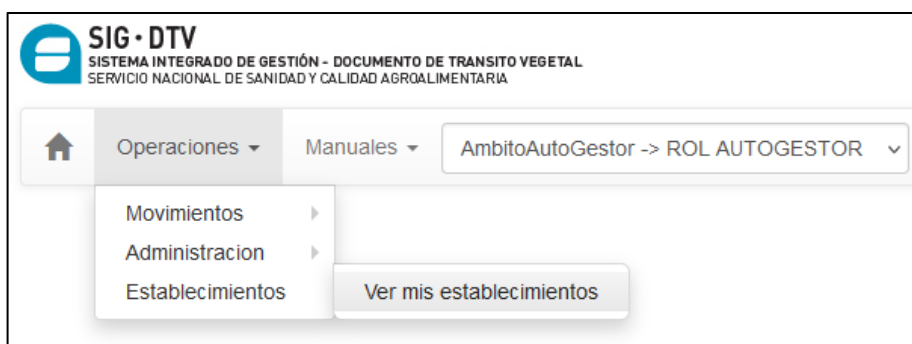 SIG · DTV
SISTEMA INTEGRADO DE GESTIÓN - DOCUMENTO DE TRANSITO VEGETAL
SERVICIO NACIONAL DE SANIDAD Y CALIDAD AGROALIMENTARIA
Operaciones Manuales AmbitoAutoGestor -> ROL AUTOGESTOR
Movimientos
Administracion
Establecimientos Ver mis establecimientos